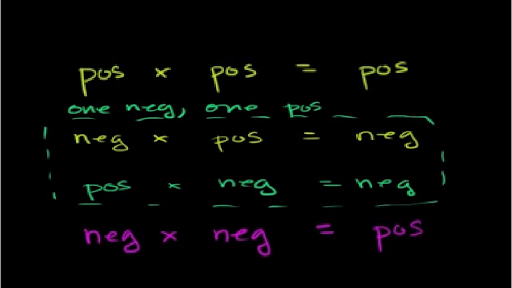 pos x pos = pos
one neg, one pos
neg x pos = neg
pos x neg = neg
neg x neg = pos